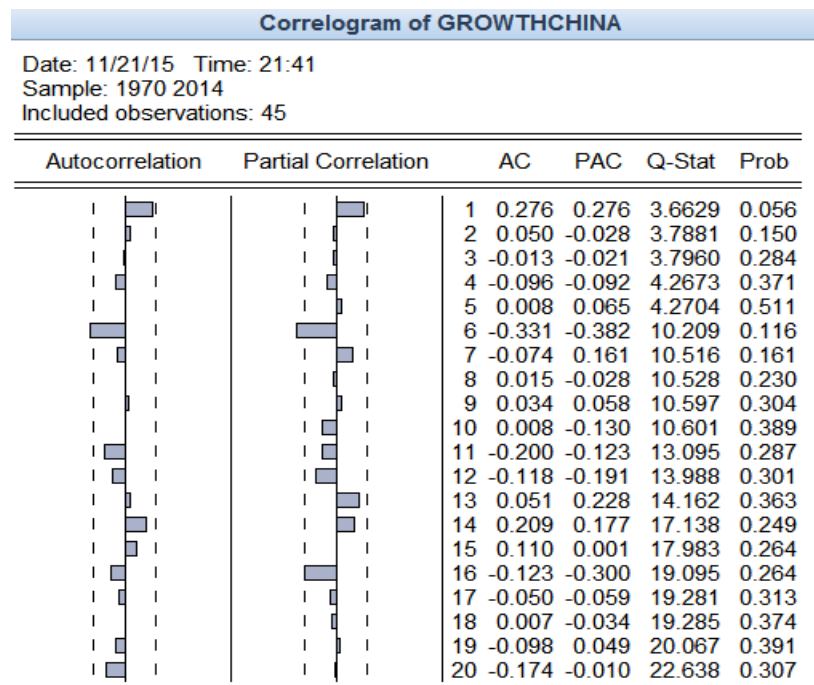 Correlogram of GROWTHCHINA
Date: 11/21/15 Time: 21:41
Sample: 1970 2014
Included observations: 45
Autocorrelation Partial Correlation AC PAC Q-Stat Prob
1 0.276 0.276 3.6629 0.056
2 0.050 -0.028 3.7881 0.150
3 -0.013 -0.021 3.7960 0.284
4 -0.096 -0.092 4.2673 0.371
5 0.008 0.065 4.2704 0.511
6 -0.331 -0.382 10.209 0.116
7 -0.074 0.161 10.516 0.161
8 0.015 -0.028 10.528 0.230
9 0.034 0.058 10.597 0.304
10 0.008 -0.130 10.601 0.389
11 -0.200 -0.123 13.095 0.287
12 -0.118 -0.191 13.988 0.301
13 0.051 0.228 14.162 0.363
14 0.209 0.177 17.138 0.249
15 0.110 0.001 17.983 0.264
16 -0.123 -0.300 19.095 0.264
17 -0.050 -0.059 19.281 0.313
18 0.007 -0.034 19.285 0.374
19 -0.098 0.049 20.067 0.391
20 -0.174 -0.010 22.638 0.307